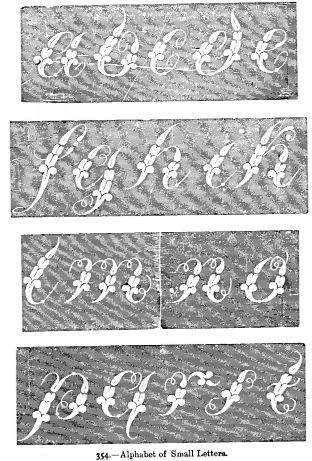 a b c d e
f g h i k
l m n o
p q r s t
354.—Alphabet of Small Letters.